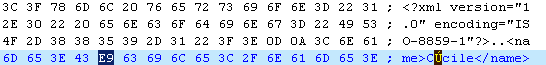 3C 3F 78 6D 6C 20 76 65 72 73 69 6F 6E 3D 22 31 ; <?xml version="1
2E 30 22 20 65 6E 63 6F 64 69 6E 67 3D 22 49 53 ; .0" encoding="IS
4F 2D 38 38 35 39 2D 31 22 3F 3E 0D 0A 3C 6E 61 ; O-8859-1"?>..<na
6D 65 3E 43 E9 63 69 6C 65 3C 2F 6E 61 6D 65 3E ; me>CÚcile</name>